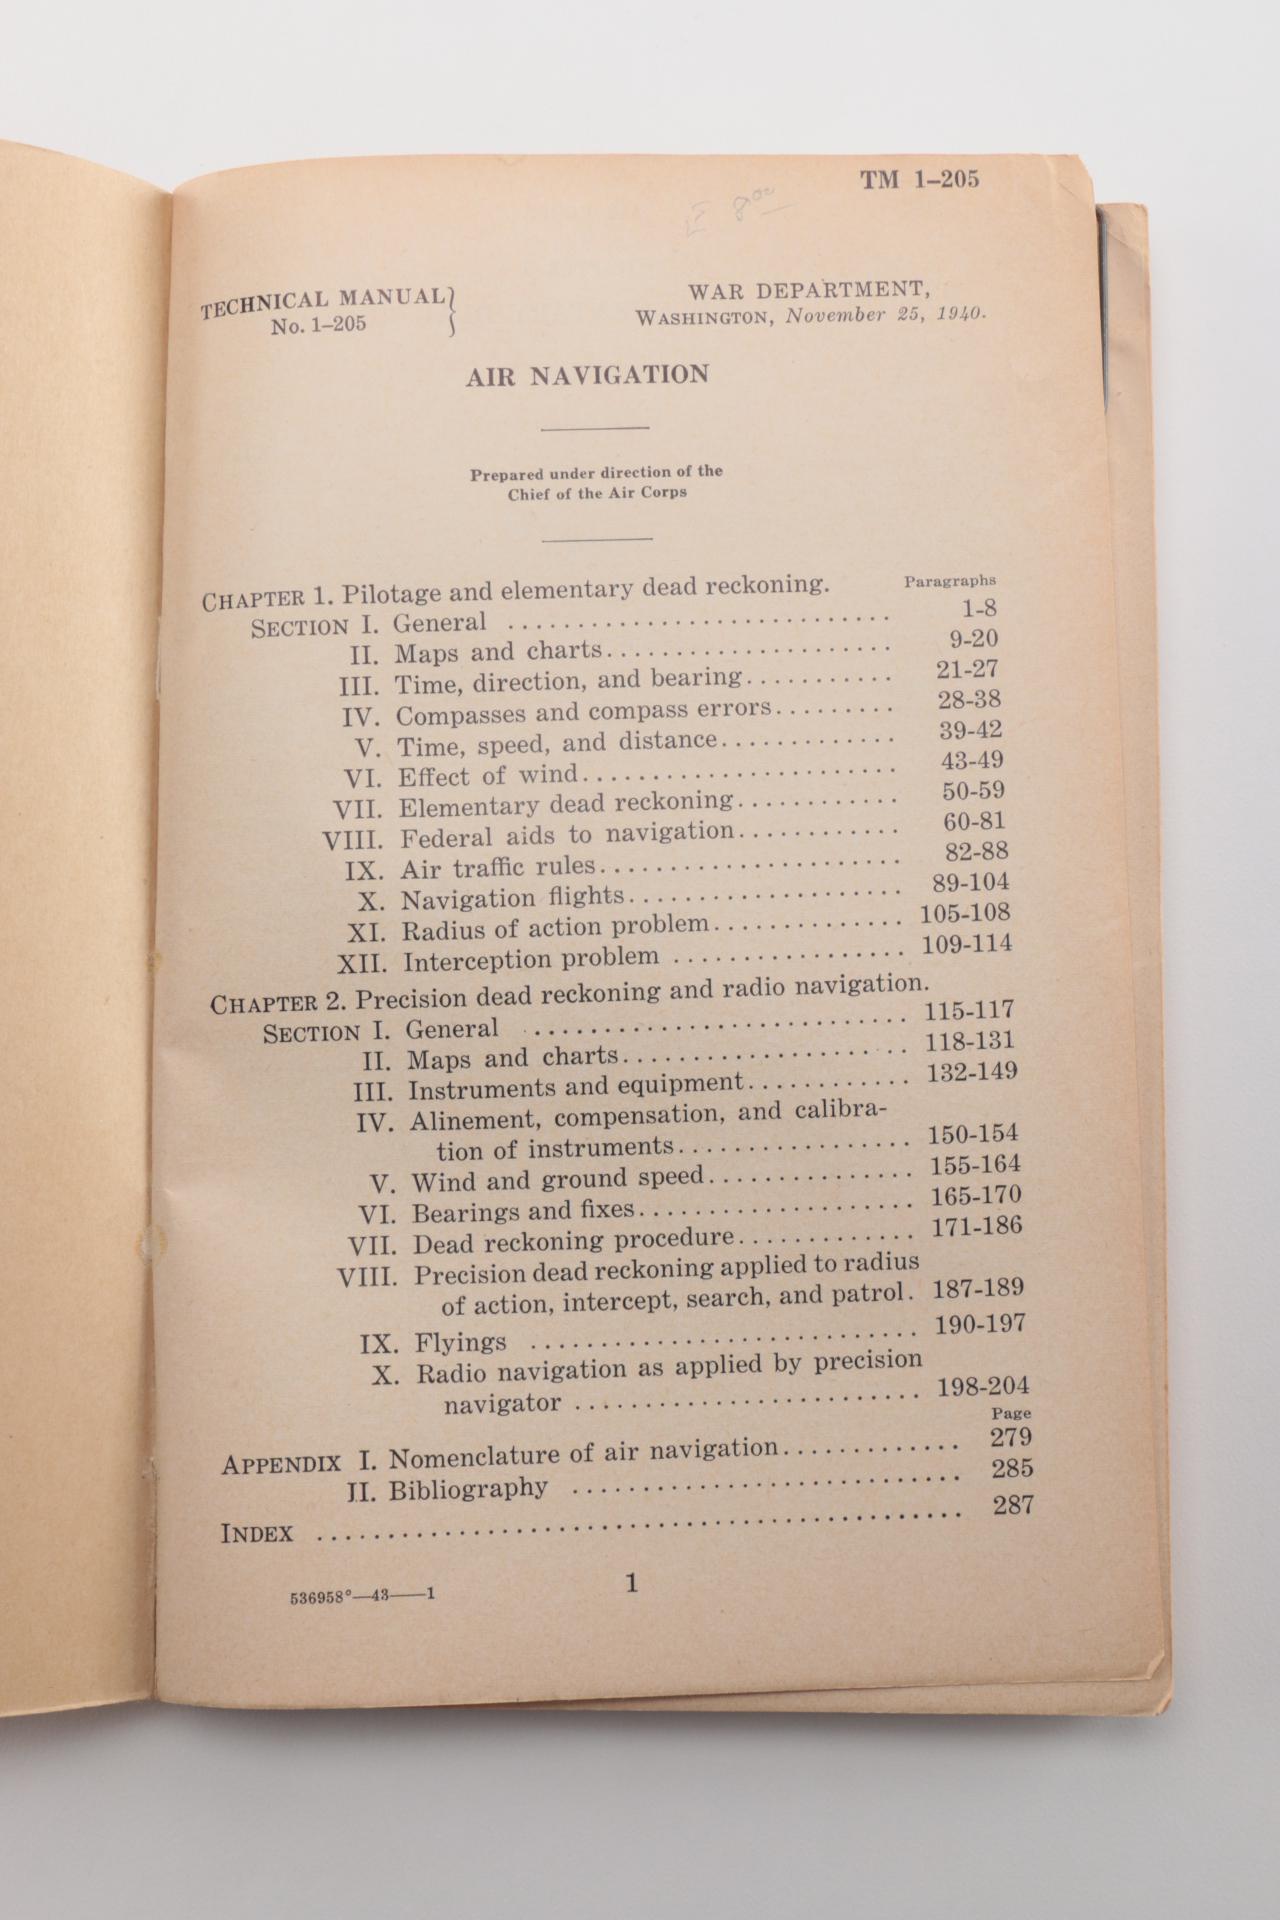 TM 1–205
8.00
TECHNICAL MANUAL
No. 1–205
WAR DEPARTMENT,
WASHINGTON, November 25, 1940.
AIR NAVIGATION
Prepared under direction of the
Chief of the Air Corps
CHAPTER 1. Pilotage and elementary dead reckoning. Paragraphs
SECTION I. General ........................... 1-8
II. Maps and charts..................... 9-20
III. Time, direction, and bearing........... 21-27
IV. Compasses and compass errors......... 28-38
V. Time, speed, and distance............. 39-42
VI. Effect of wind....................... 43-49
VII. Elementary dead reckoning............ 50-59
VIII. Federal aids to navigation............ 60-81
IX. Air traffic rules...................... 82-88
X. Navigation flights.................... 89-104
XI. Radius of action problem.............. 105-108
XII. Interception problem ................. 109-114
CHAPTER 2. Precision dead reckoning and radio navigation.
SECTION I. General ........................... 115-117
II. Maps and charts..................... 118-131
III. Instruments and equipment............ 132-149
IV. Alinement, compensation, and calibra-
tion of instruments................. 150-154
V. Wind and ground speed............... 155-164
VI. Bearings and fixes.................... 165-170
VII. Dead reckoning procedure............. 171-186
VIII. Precision dead reckoning applied to radius
of action, intercept, search, and patrol. 187-189
IX. Flyings ............................ 190-197
X. Radio navigation as applied by precision
navigator ......................... 198-204
Page
APPENDIX I. Nomenclature of air navigation............. 279
II. Bibliography ............................ 285
INDEX .............................................. 287
536958°—43——1
1